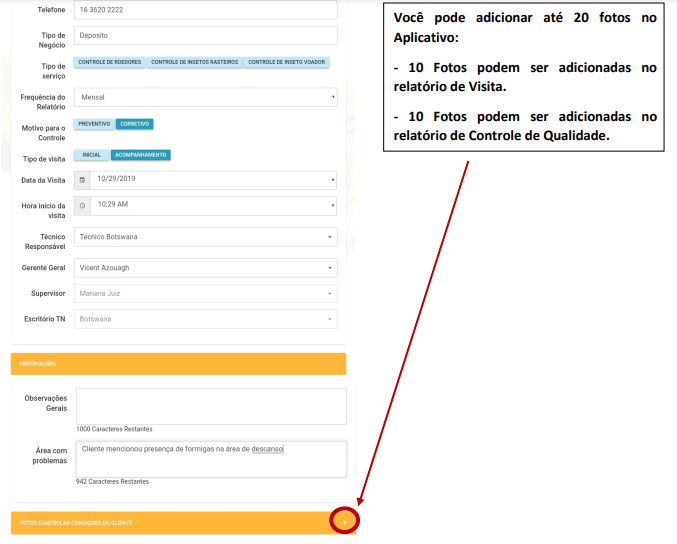 Telefone
16 3620 2222
Tipo de
Negócio
Deposito
Tipo de
serviço
CONTROLE DE ROEDORES CONTROLE DE INSETOS RASTEIROS CONTROLE DE INSETO VOADOR
Frequência do
Relatório
Mensal
Motivo para o
Controle
PREVENTIVO CORRETIVO
Tipo de visita
INICIAL ACOMPANHAMENTO
Data da Visita
10/29/2019
Hora início da
visita
10:29 AM
Técnico
Responsável
Tecnico Botswana
Gerente Geral
Vicent Azouagh
Supervisor
Mariana Juiz
Escritório TN
Botswana
OBSERVAÇÕES
Observações
Gerais
1000 Caracteres Restantes
Área com
problemas
Cliente mencionou presença de formigas na área de descanso
942 Caracteres Restantes
FOTOS CONTROLAR CONDIÇÕES DO CLIENTE +
Você pode adicionar até 20 fotos no
Aplicativo:
- 10 Fotos podem ser adicionadas no
relatório de Visita.
- 10 Fotos podem ser adicionadas no
relatório de Controle de Qualidade.